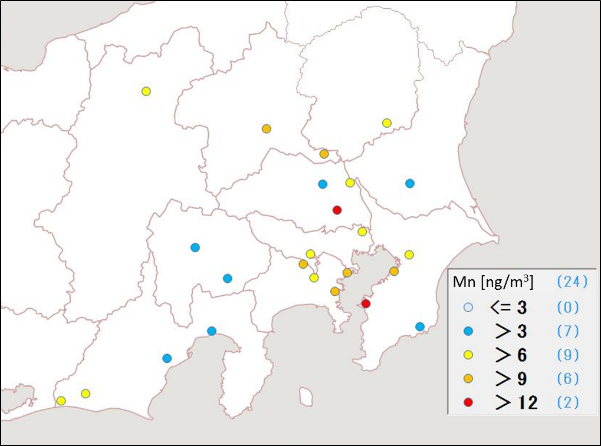 Mn [ng/m³] (24)
<= 3 (0)
> 3 (7)
> 6 (9)
> 9 (6)
> 12 (2)